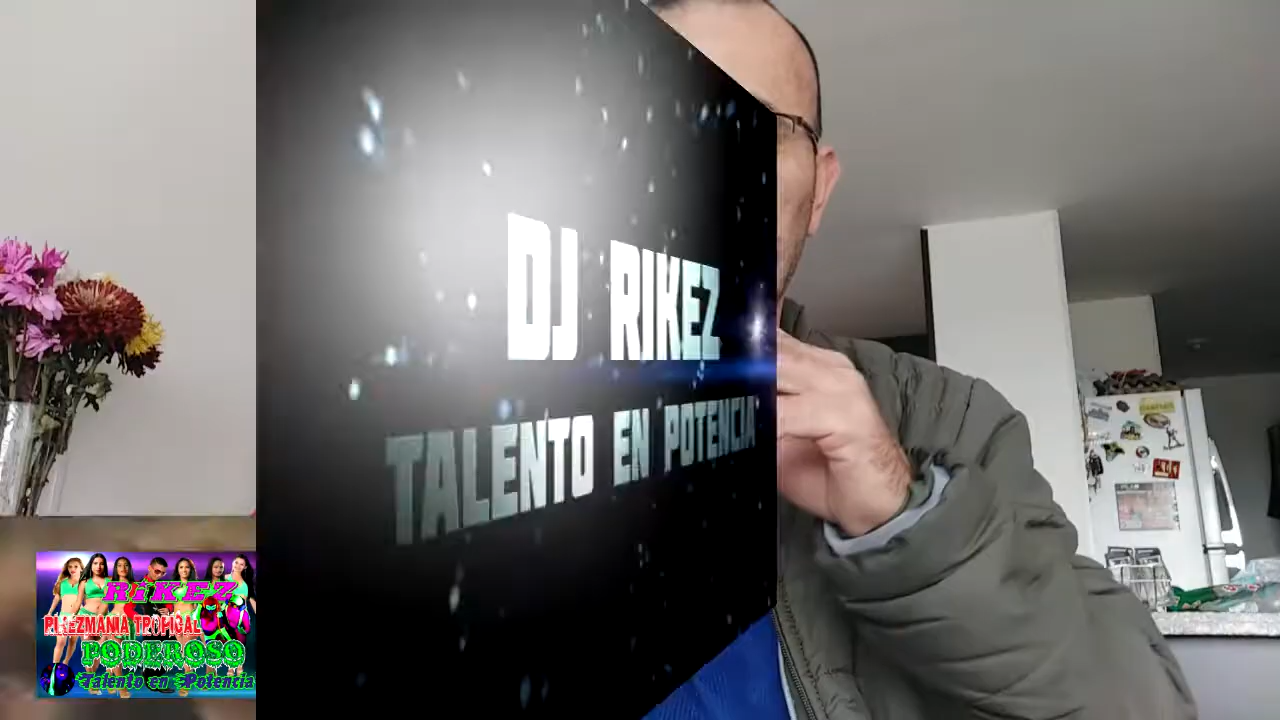 DJ RIKEZ
TALENTO EN POTENCIA
RIKEZ
PODEROSO
Talento en Potencia